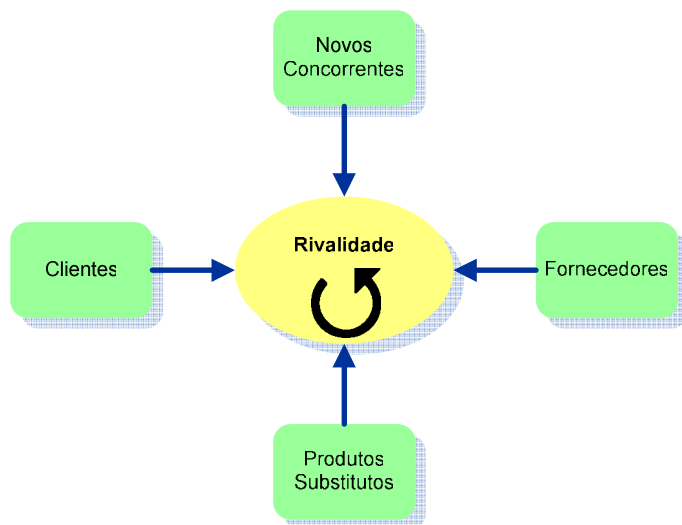 Novos
Concorrentes
Rivalidade
Clientes
Fornecedores
Produtos
Substitutos